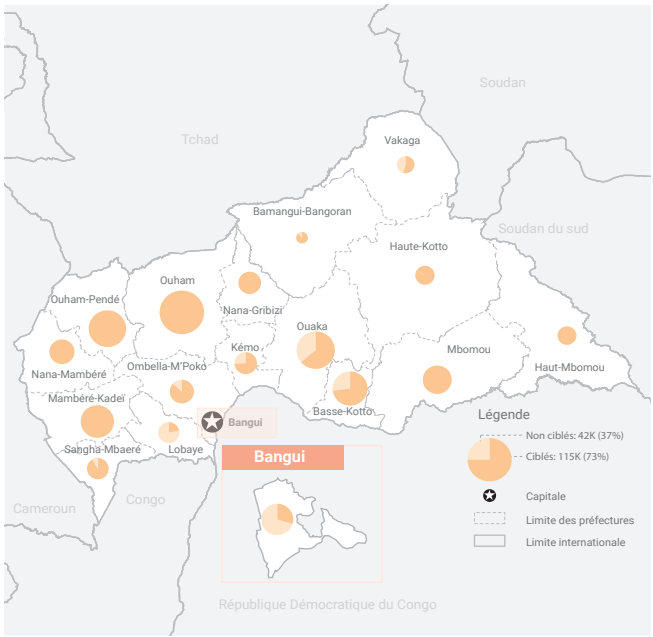 Soudan
Tchad
Vakaga
Bamangui-Bangoran
Soudan du sud
Haute-Kotto
Ouham
Ouham-Pendé
Nana-Gribizi
Ouaka
Kémo
Mbomou
Ombella-M'Poko
Nana-Mambéré
Haut-Mbomou
Mambéré-Kadeï
Basse-Kotto
Légende
Bangui
Non ciblés: 42K (37%)
Sangha-Mbaeré
Lobaye
Ciblés: 115K (73%)
Bangui
Capitale
Congo
Cameroun
Limite des préfectures
Limite internationale
République Démocratique du Congo